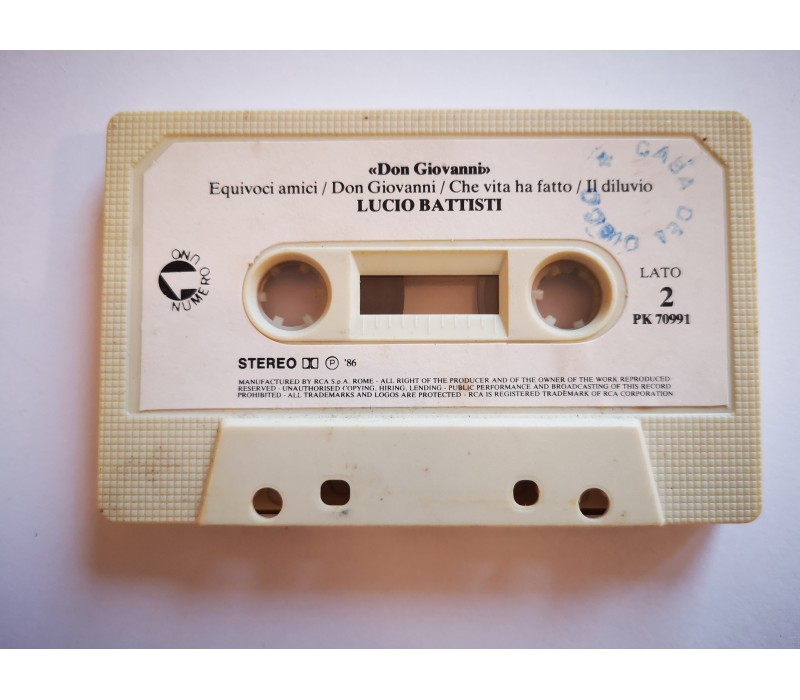 «Don Giovanni»
Equivoci amici / Don Giovanni / Che vita ha fatto / Il diluvio
LUCIO BATTISTI
CASA DEL
NUMERO UNO
LATO
2
PK 70991
STEREO Ⓟ '86
MANUFACTURED BY RCA S.p.A. ROME - ALL RIGHT OF THE PRODUCER AND OF THE OWNER OF THE WORK REPRODUCED
RESERVED - UNAUTHORISED COPYING, HIRING, LENDING - PUBLIC PERFORMANCE AND BROADCASTING OF THIS RECORD
PROHIBITED - ALL TRADEMARKS AND LOGOS ARE PROTECTED - RCA IS REGISTERED TRADEMARK OF RCA CORPORATION